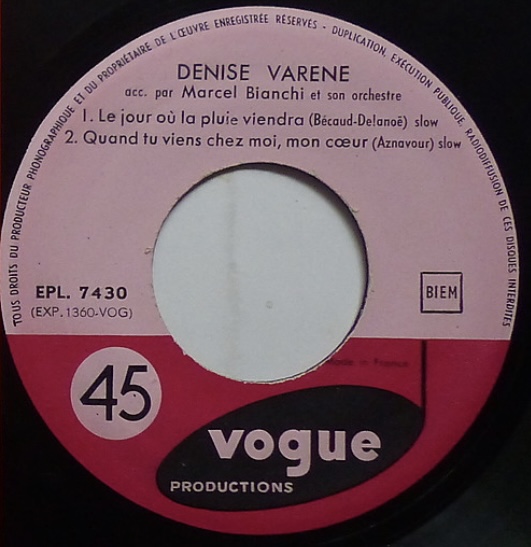 TOUS DROITS DU PRODUCTEUR PHONOGRAPHIQUE ET DU PROPRIÉTAIRE DE L'ŒUVRE ENREGISTRÉE RÉSERVÉS - DUPLICATION, EXÉCUTION PUBLIQUE, RADIODIFFUSION DE CES DISQUES INTERDITES
DENISE VARENE
acc. par Marcel Bianchi et son orchestre
1. Le jour où la pluie viendra (Bécaud-Delanoë) slow
2. Quand tu viens chez moi, mon cœur (Aznavour) slow
EPL. 7430
(EXP. 1360-VOG)
BIEM
Made in France
45
vogue
PRODUCTIONS